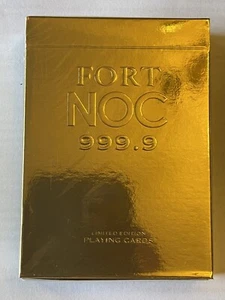 FORT
NOC
999.9
LIMITED EDITION
PLAYING CARDS